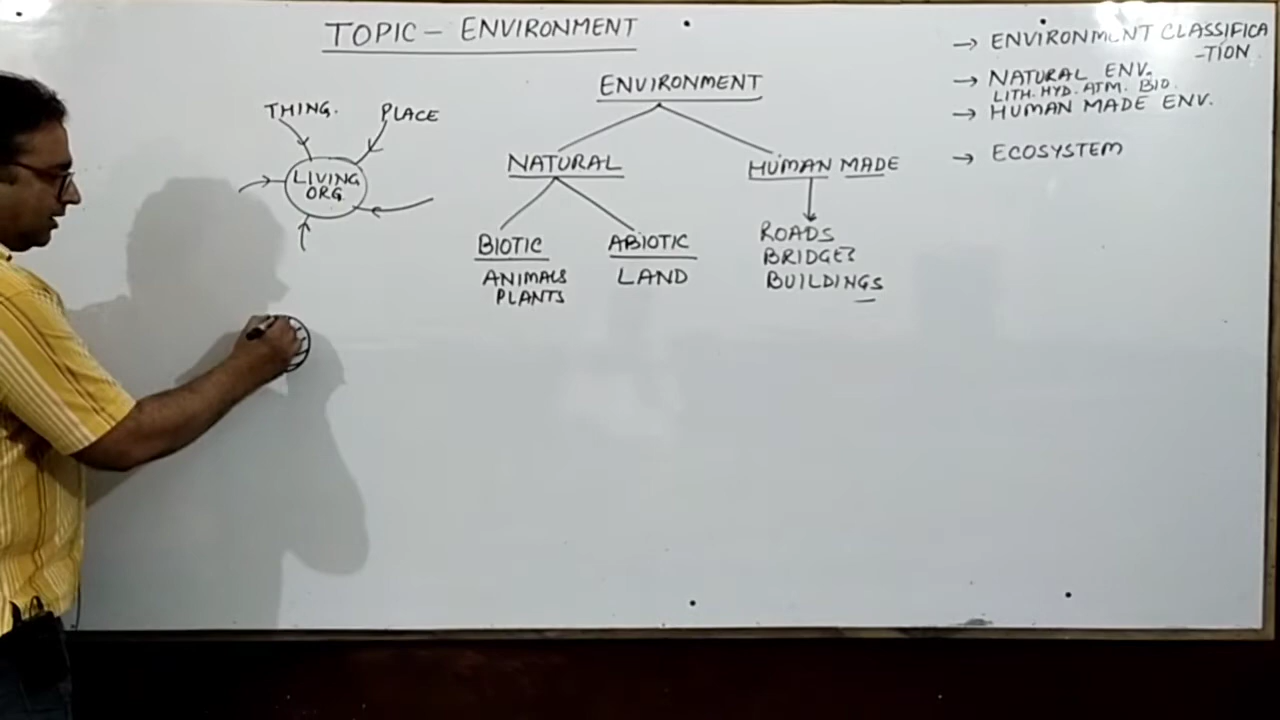 TOPIC - ENVIRONMENT
THING.
PLACE
LIVING
ORG.
ENVIRONMENT
NATURAL
HUMAN MADE
BIOTIC
ANIMALS
PLANTS
ABIOTIC
LAND
ROADS
BRIDGES
BUILDINGS
→ ENVIRONMENT CLASSIFICA
-TION
→ NATURAL ENV.
LITH. HYD. ATM. BIO.
→ HUMAN MADE ENV.
→ ECOSYSTEM